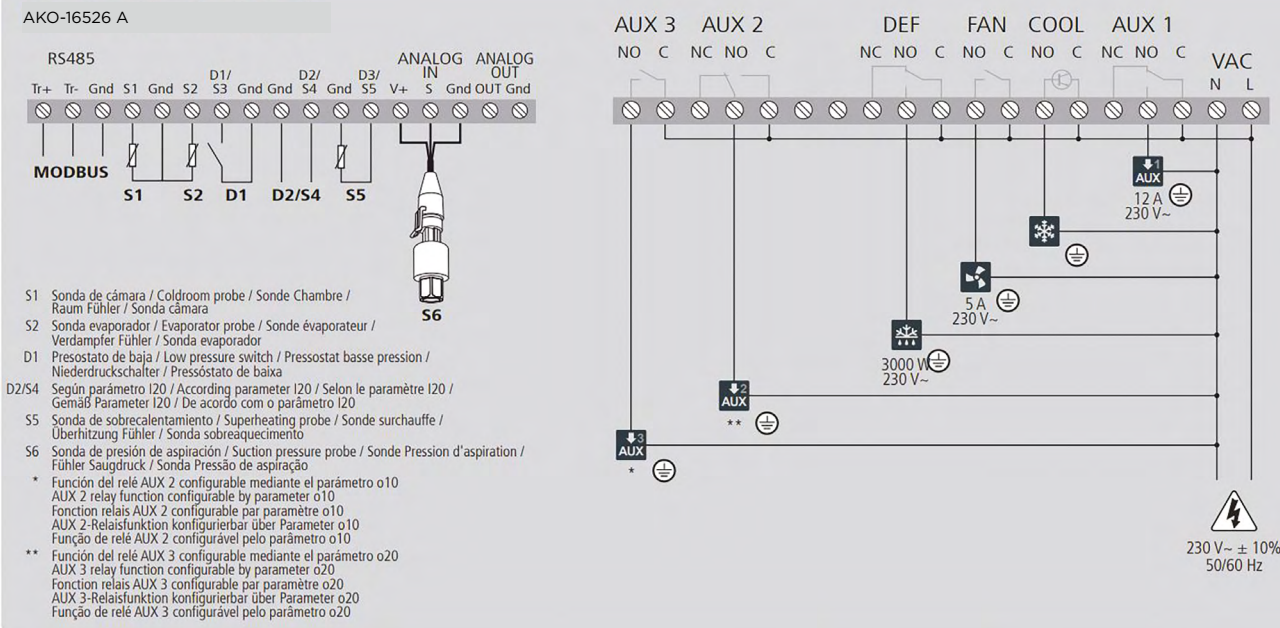 AKO-16526 A
RS485
ANALOG IN
ANALOG OUT
D1/
D2/
D3/
Tr+ Tr- Gnd S1 Gnd S2 S3 Gnd Gnd S4 Gnd S5 V+ S Gnd OUT Gnd
MODBUS
S1 S2 D1 D2/S4 S5
S6
S1 Sonda de cámara / Coldroom probe / Sonde Chambre /
Raum Fühler / Sonda câmara
S2 Sonda evaporador / Evaporator probe / Sonde évaporateur /
Verdampfer Fühler / Sonda evaporador
D1 Presostato de baja / Low pressure switch / Pressostat basse pression /
Niederdruckschalter / Pressóstato de baixa
D2/S4 Según parámetro I20 / According parameter I20 / Selon le paramètre I20 /
Gemäß Parameter I20 / De acordo com o parâmetro I20
S5 Sonda de sobrecalentamiento / Superheating probe / Sonde surchauffe /
Überhitzung Fühler / Sonda sobreaquecimento
S6 Sonda de presión de aspiración / Suction pressure probe / Sonde Pression d'aspiration /
Fühler Saugdruck / Sonda Pressão de aspiração
* Función del relé AUX 2 configurable mediante el parámetro o10
AUX 2 relay function configurable by parameter o10
Fonction relais AUX 2 configurable par paramètre o10
AUX 2-Relaisfunktion konfigurierbar über Parameter o10
Função de relé AUX 2 configurável pelo parâmetro o10
** Función del relé AUX 3 configurable mediante el parámetro o20
AUX 3 relay function configurable by parameter o20
Fonction relais AUX 3 configurable par paramètre o20
AUX 3-Relaisfunktion konfigurierbar über Parameter o20
Função de relé AUX 3 configurável pelo parâmetro o20
AUX 3 AUX 2 DEF FAN COOL AUX 1
NO C NC NO C NC NO C NO C NO C NC NO C
VAC
N L
1
AUX
12 A
230 V~
5 A
230 V~
3000 W
230 V~
2
AUX
**
3
AUX
*
230 V~ ± 10%
50/60 Hz